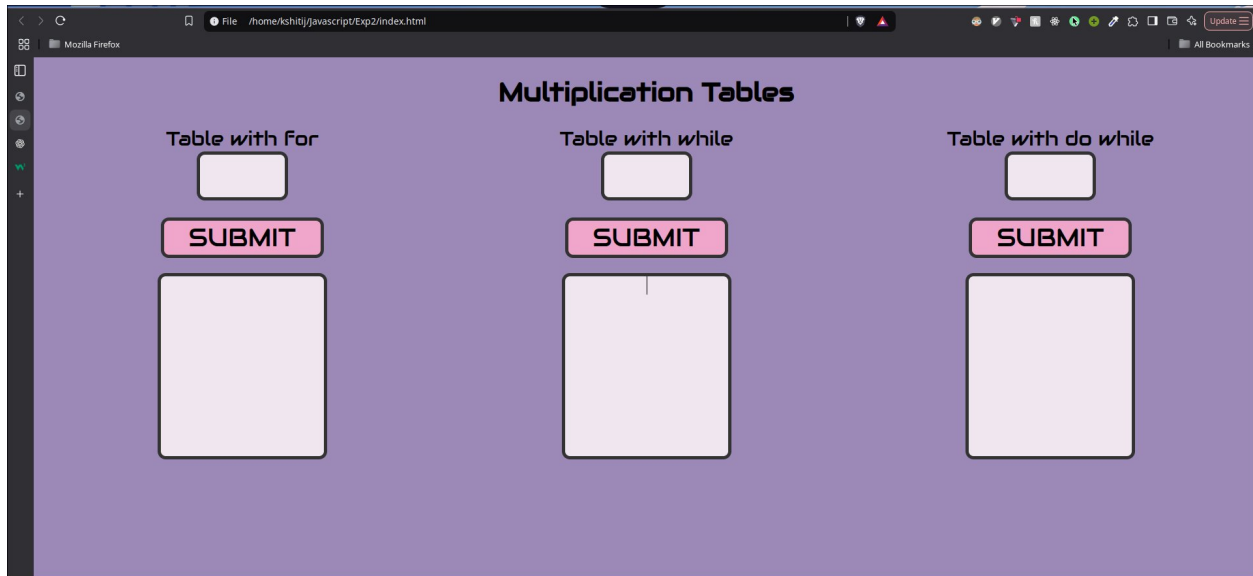 File /home/kshitij/Javascript/Exp2/index.html
Update
Mozilla Firefox
All Bookmarks
Multiplication Tables
Table with for
Table with while
Table with do while
SUBMIT
SUBMIT
SUBMIT